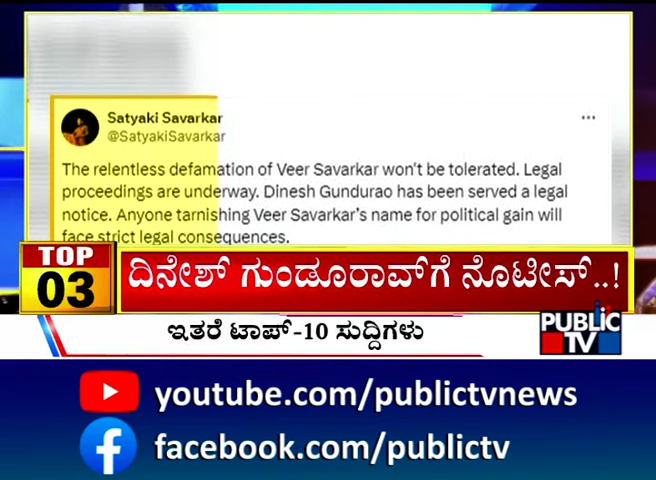 Satyaki Savarkar
@SatyakiSavarkar
The relentless defamation of Veer Savarkar won't be tolerated. Legal
proceedings are underway. Dinesh Gundurao has been served a legal
notice. Anyone tarnishing Veer Savarkar's name for political gain will
face strict legal consequences.
TOP
03
ದಿನೇಶ್ ಗುಂಡೂರಾವ್‌ಗೆ ನೋಟೀಸ್..!
ಇತರೆ ಟಾಪ್-10 ಸುದ್ದಿಗಳು
PUBLiC
TV
youtube.com/publictvnews
facebook.com/publictv